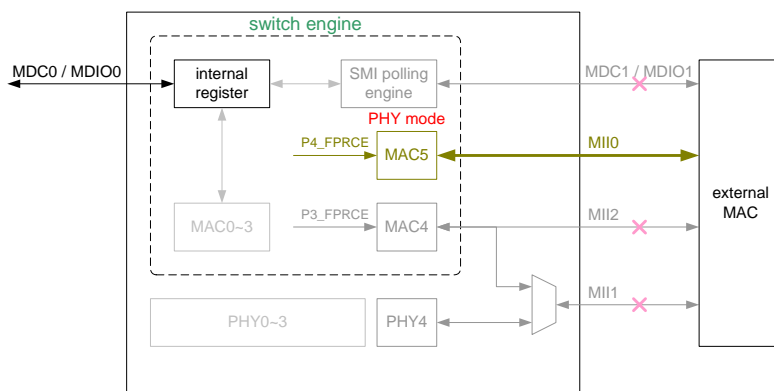 switch engine
MDC0 / MDIO0
internal
register
SMI polling
engine
MDC1 / MDIO1
PHY mode
P4_FPRCE
MAC5
MII0
external
MAC
MAC0~3
P3_FPRCE
MAC4
MII2
MII1
PHY0~3
PHY4